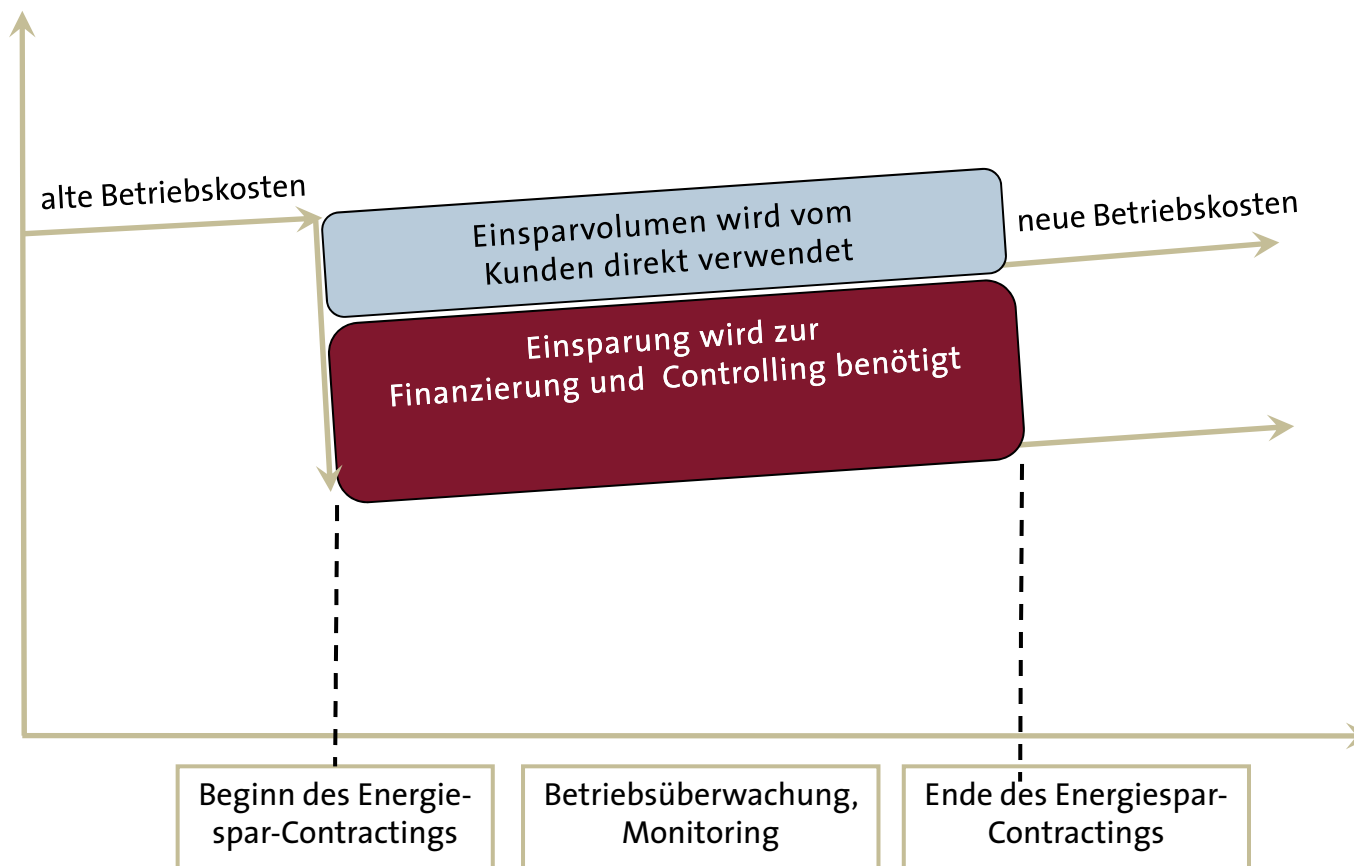 alte Betriebskosten
Einsparvolumen wird vom
Kunden direkt verwendet
neue Betriebskosten
Einsparung wird zur
Finanzierung und Controlling benötigt
Beginn des Energie-
spar-Contractings
Betriebsüberwachung,
Monitoring
Ende des Energiespar-
Contractings